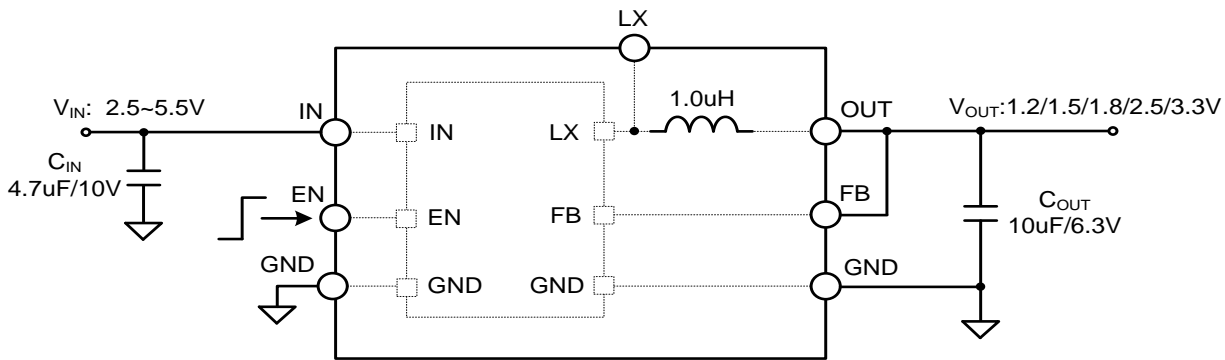 LX
1.0uH
VIN: 2.5~5.5V
IN
OUT
VOUT:1.2/1.5/1.8/2.5/3.3V
IN
LX
CIN
4.7uF/10V
EN
FB
EN
FB
COUT
10uF/6.3V
GND
GND
GND
GND